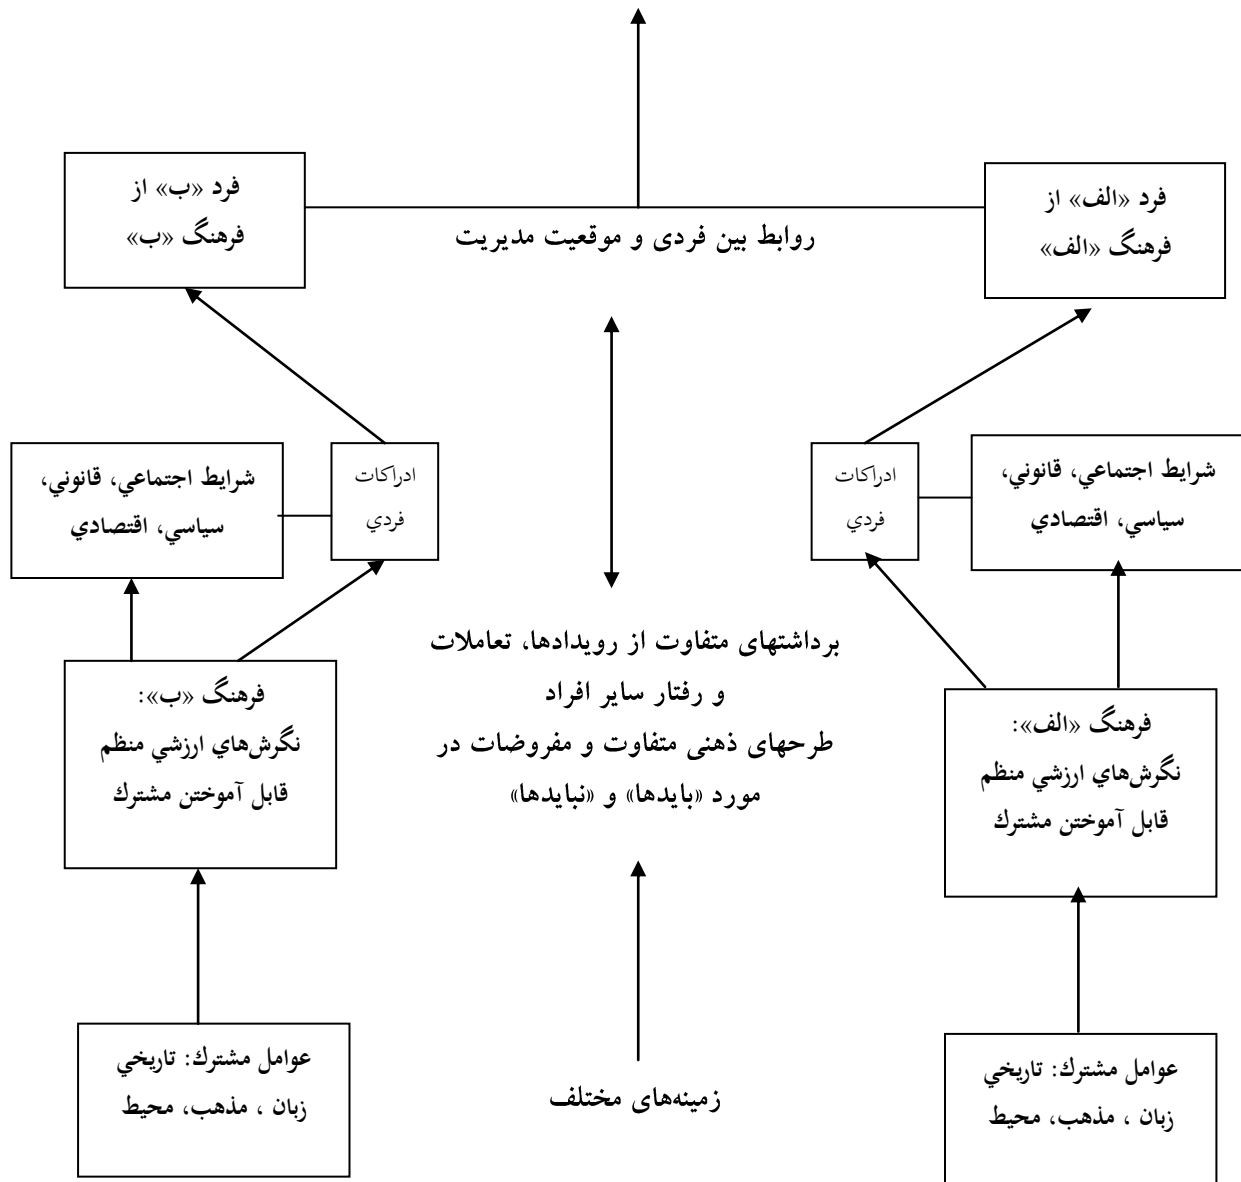 فرد «الف» از
فرهنگ «الف»
فرد «ب» از
فرهنگ «ب»
روابط بین فردی و موقعیت مدیریت
شرايط اجتماعي، قانوني،
سياسي، اقتصادي
ادراكات
فردي
ادراكات
فردي
شرايط اجتماعي، قانوني،
سياسي، اقتصادي
برداشتهای متفاوت از رویدادها، تعاملات
و رفتار سایر افراد
طرحهای ذهنی متفاوت و مفروضات در
مورد «بایدها» و «نبایدها»
فرهنگ «الف»:
نگرش‌هاي ارزشي منظم
قابل آموختن مشترك
فرهنگ «ب»:
نگرش‌هاي ارزشي منظم
قابل آموختن مشترك
عوامل مشترك: تاريخي
زبان ، مذهب، محيط
زمینه‌های مختلف
عوامل مشترك: تاريخي
زبان ، مذهب، محيط